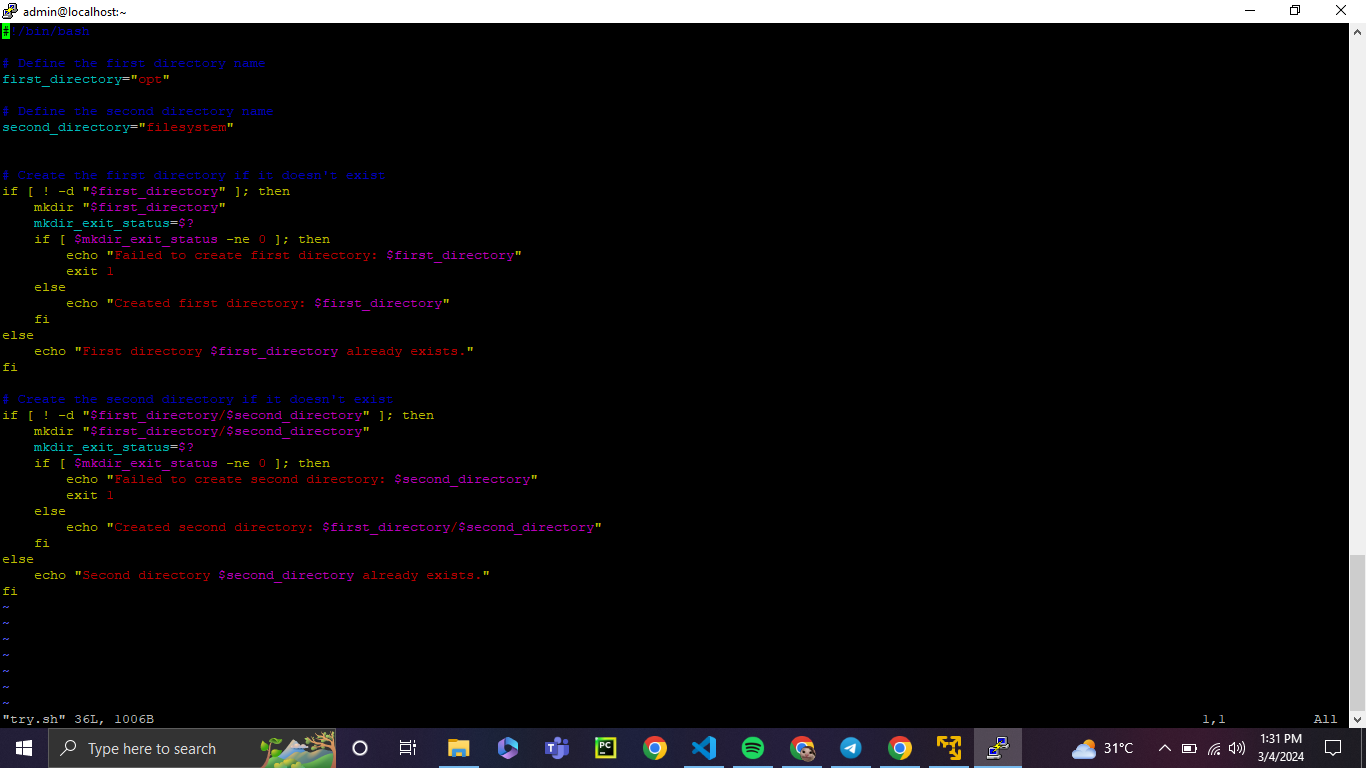 admin@localhost:~
#!/bin/bash
# Define the first directory name
first_directory="opt"
# Define the second directory name
second_directory="filesystem"
# Create the first directory if it doesn't exist
if [ ! -d "$first_directory" ]; then
    mkdir "$first_directory"
    mkdir_exit_status=$?
    if [ $mkdir_exit_status -ne 0 ]; then
        echo "Failed to create first directory: $first_directory"
        exit 1
    else
        echo "Created first directory: $first_directory"
    fi
else
    echo "First directory $first_directory already exists."
fi
# Create the second directory if it doesn't exist
if [ ! -d "$first_directory/$second_directory" ]; then
    mkdir "$first_directory/$second_directory"
    mkdir_exit_status=$?
    if [ $mkdir_exit_status -ne 0 ]; then
        echo "Failed to create second directory: $second_directory"
        exit 1
    else
        echo "Created second directory: $first_directory/$second_directory"
    fi
else
    echo "Second directory $second_directory already exists."
fi
~
~
~
~
~
~
~
"try.sh" 36L, 1006B 1,1 All
Type here to search
PC
31°C
1:31 PM
3/4/2024